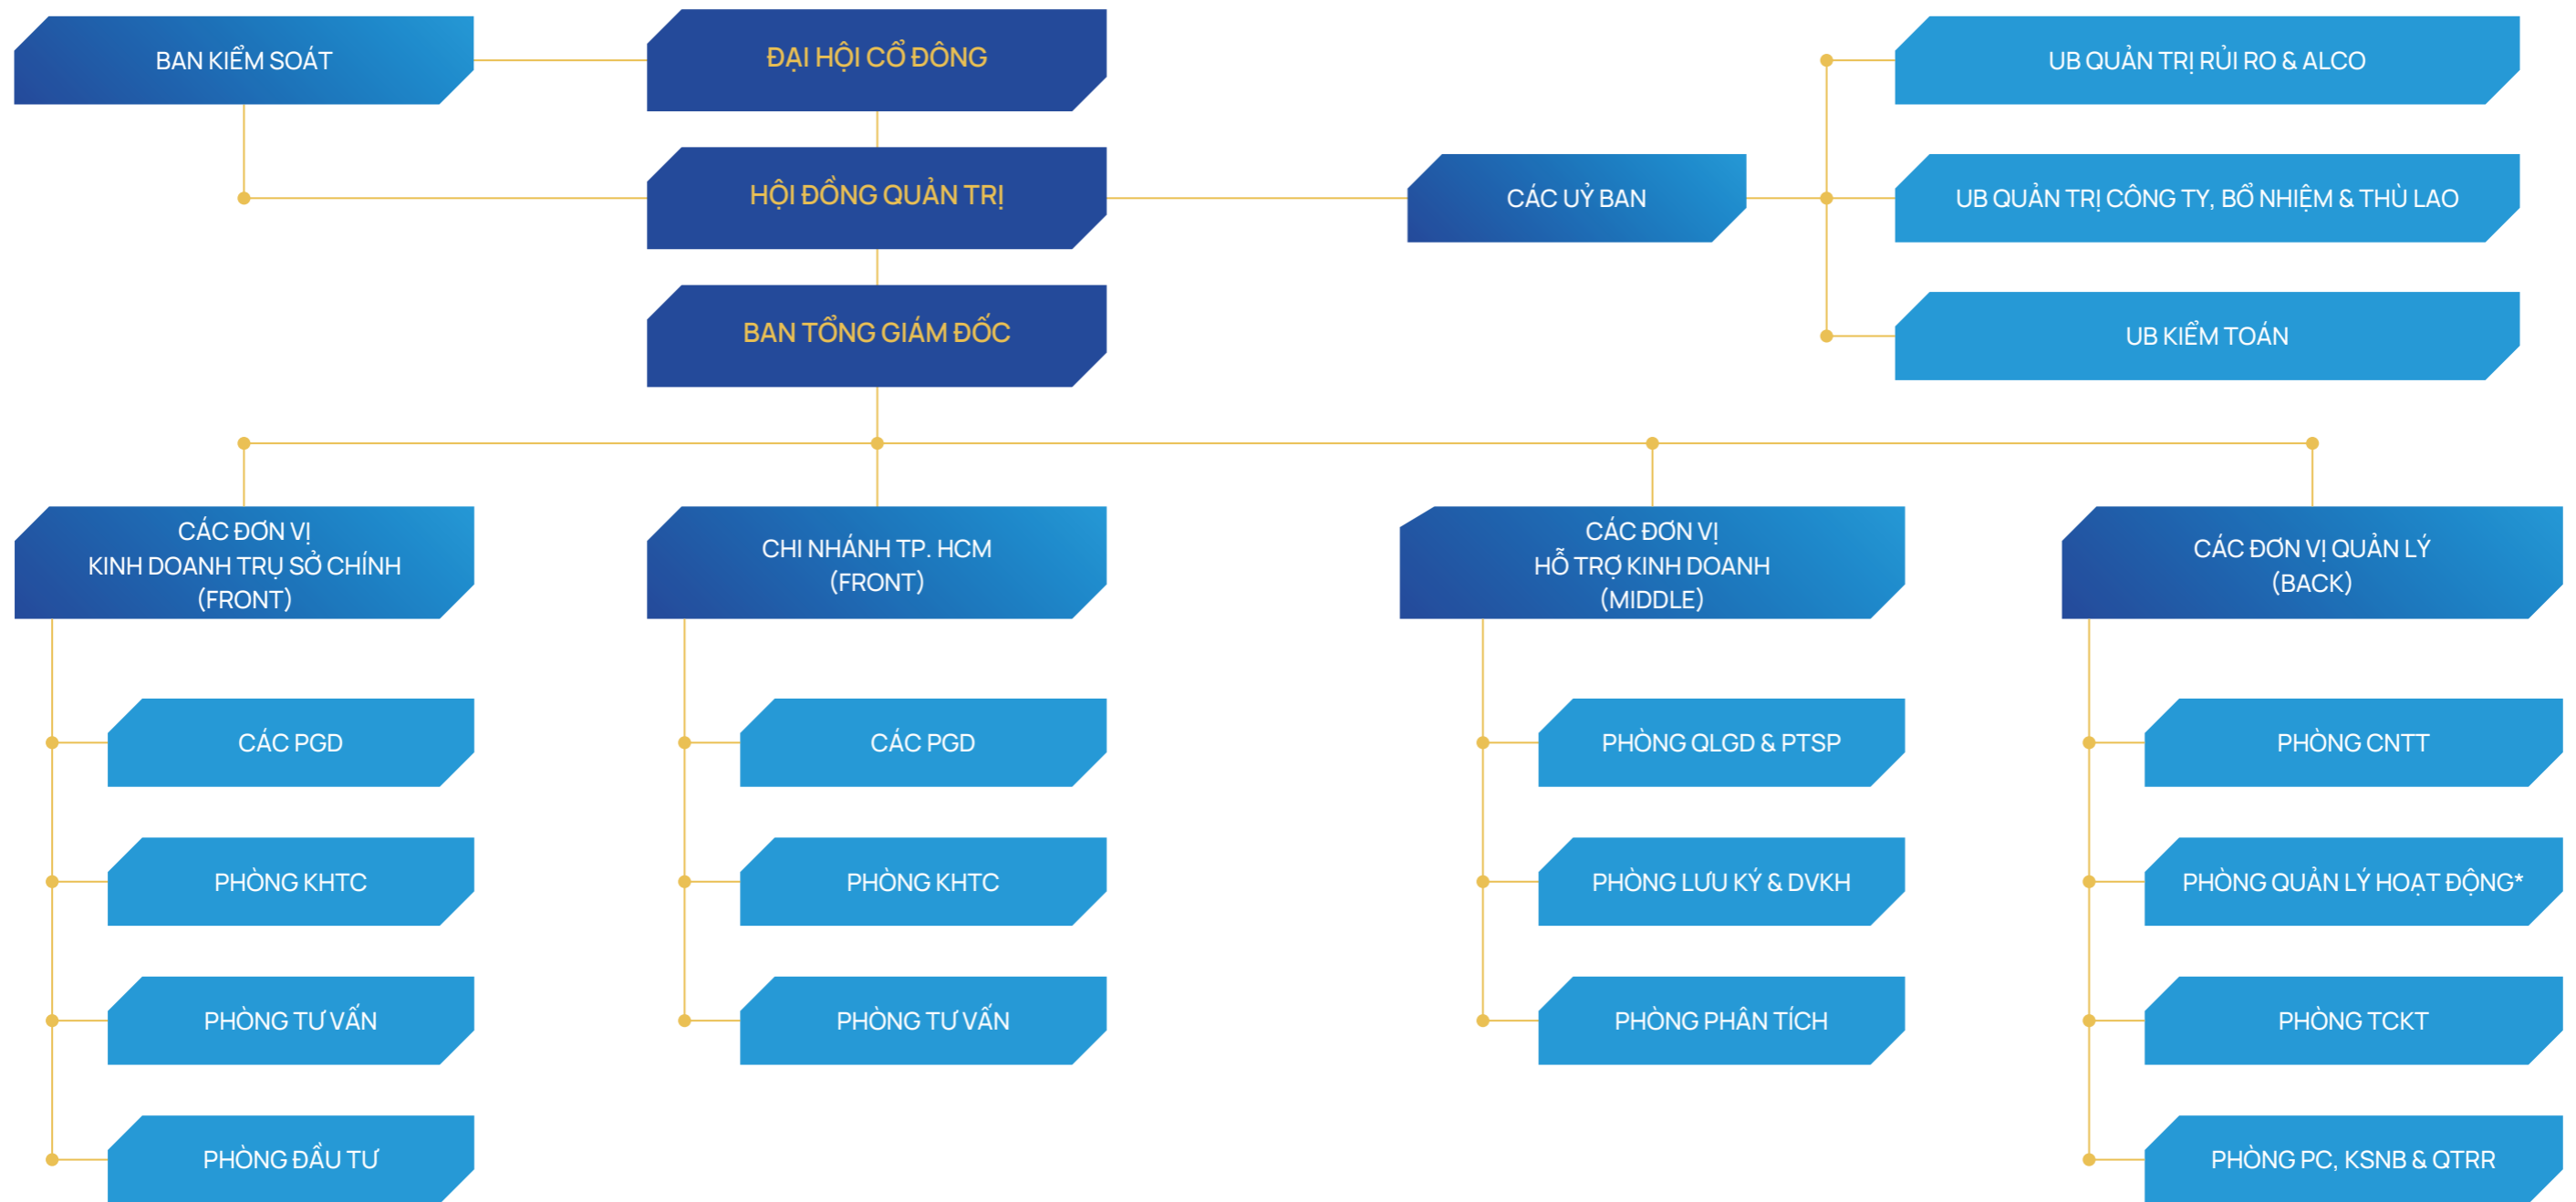 BAN KIỂM SOÁT
ĐẠI HỘI CỔ ĐÔNG
UB QUẢN TRỊ RỦI RO & ALCO
HỘI ĐỒNG QUẢN TRỊ
CÁC UỶ BAN
UB QUẢN TRỊ CÔNG TY, BỔ NHIỆM & THÙ LAO
BAN TỔNG GIÁM ĐỐC
UB KIỂM TOÁN
CÁC ĐƠN VỊ
KINH DOANH TRỤ SỞ CHÍNH
(FRONT)
CHI NHÁNH TP. HCM
(FRONT)
CÁC ĐƠN VỊ
HỖ TRỢ KINH DOANH
(MIDDLE)
CÁC ĐƠN VỊ QUẢN LÝ
(BACK)
CÁC PGD
CÁC PGD
PHÒNG QLGD & PTSP
PHÒNG CNTT
PHÒNG KHTC
PHÒNG KHTC
PHÒNG LƯU KÝ & DVKH
PHÒNG QUẢN LÝ HOẠT ĐỘNG*
PHÒNG TƯ VẤN
PHÒNG TƯ VẤN
PHÒNG PHÂN TÍCH
PHÒNG TCKT
PHÒNG ĐẦU TƯ
PHÒNG PC, KSNB & QTRR